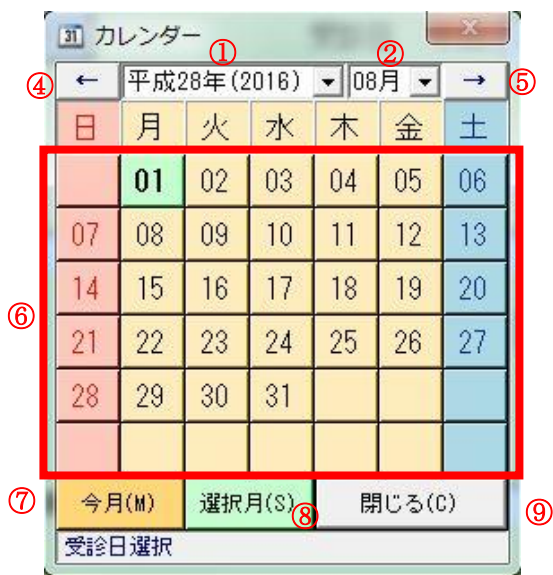 カレンダー
① ②
④ ← 平成28年(2016) 08月 → ⑤
日 月 火 水 木 金 土
01 02 03 04 05 06
07 08 09 10 11 12 13
14 15 16 17 18 19 20
⑥
21 22 23 24 25 26 27
28 29 30 31
⑦ 今月(M) 選択月(S) ⑧ 閉じる(C) ⑨
受診日選択